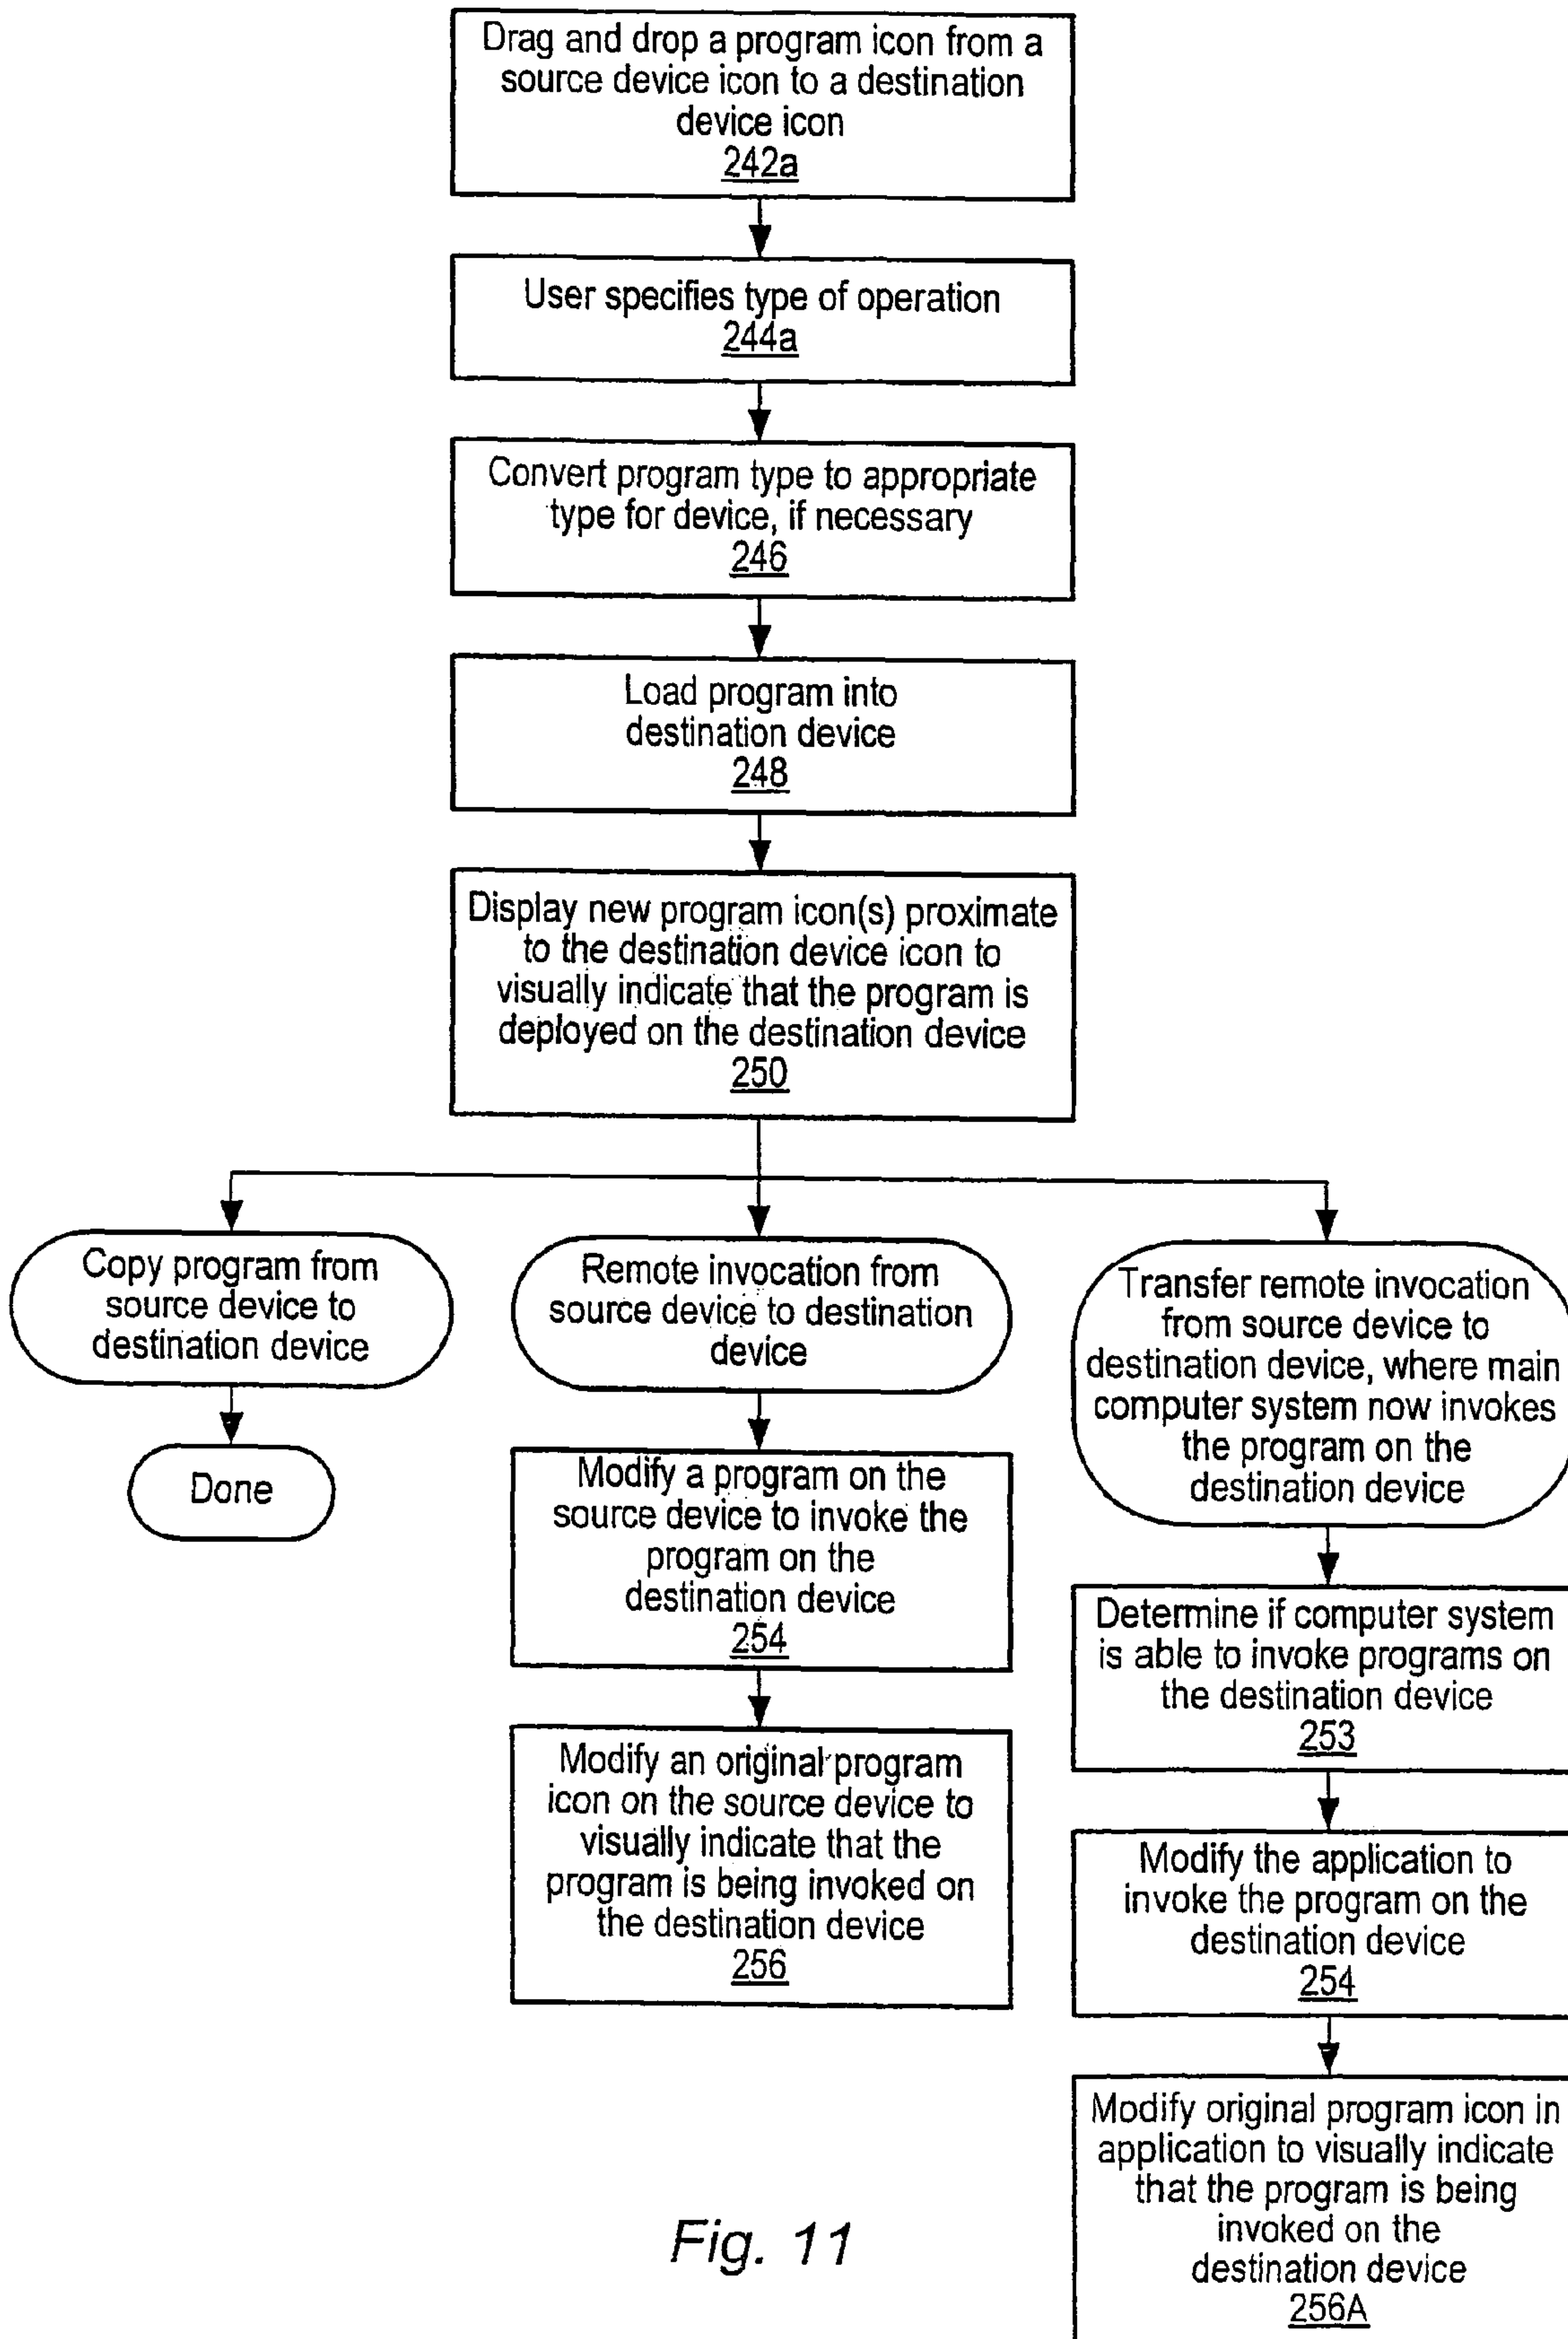 Drag and drop a program icon from a
source device icon to a destination
device icon
242a
User specifies type of operation
244a
Convert program type to appropriate
type for device, if necessary
246
Load program into
destination device
248
Display new program icon(s) proximate
to the destination device icon to
visually indicate that the program is
deployed on the destination device
250
Copy program from
source device to
destination device
Done
Remote invocation from
source device to destination
device
Modify a program on the
source device to invoke the
program on the
destination device
254
Modify an original program
icon on the source device to
visually indicate that the
program is being invoked on
the destination device
256
Transfer remote invocation
from source device to
destination device, where main
computer system now invokes
the program on the
destination device
Determine if computer system
is able to invoke programs on
the destination device
253
Modify the application to
invoke the program on the
destination device
254
Modify original program icon in
application to visually indicate
that the program is being
invoked on the
destination device
256A
Fig. 11